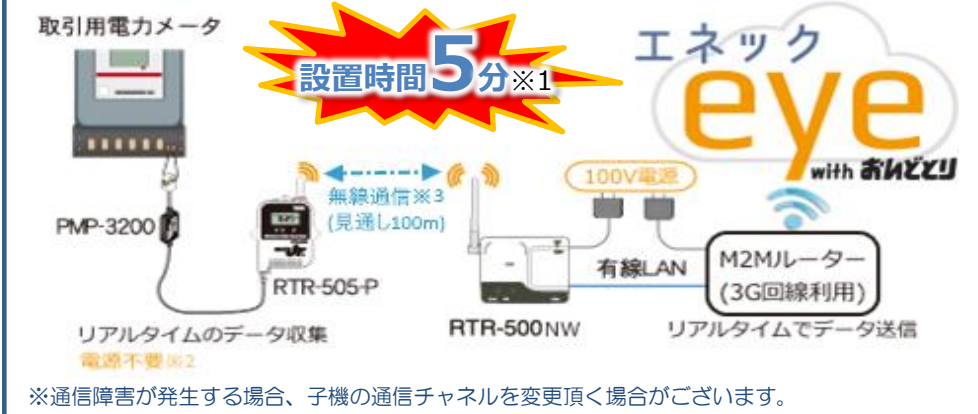 取引用電力メータ
設置時間5分※1
エネック
eye
with おんどとり
無線通信※3
(見通し100m)
100V電源
PMP-3200
RTR-505-P
有線LAN
M2Mルーター
(3G回線利用)
RTR-500NW
リアルタイムのデータ収集
電源不要※2
リアルタイムでデータ送信
※通信障害が発生する場合、子機の通信チャネルを変更頂く場合がございます。